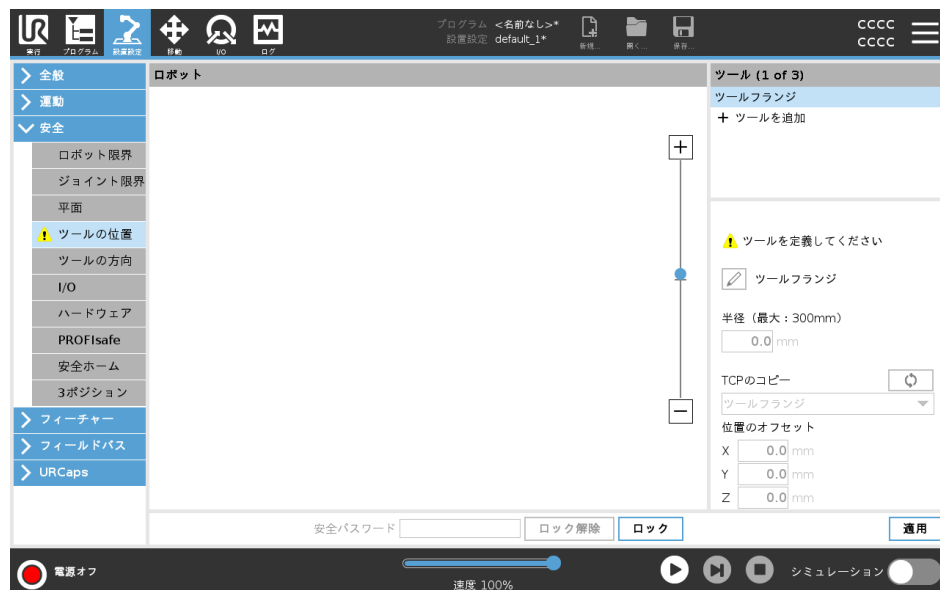 プログラム <名前なし>*
設置設定 default_1*
cccc
cccc
実行
プログラム
設置設定
移動
I/O
ログ
新規...
開く...
保存...
全般
運動
安全
ロボット限界
ジョイント限界
平面
ツールの位置
ツールの方向
I/O
ハードウェア
PROFIsafe
安全ホーム
3ポジション
フィーチャー
フィールドバス
URCaps
ロボット
ツール (1 of 3)
ツールフランジ
ツールを追加
ツールを定義してください
ツールフランジ
半径（最大：300mm）
0.0 mm
TCPのコピー
ツールフランジ
位置のオフセット
X 0.0 mm
Y 0.0 mm
Z 0.0 mm
安全パスワード
ロック解除
ロック
適用
電源オフ
速度 100%
シミュレーション